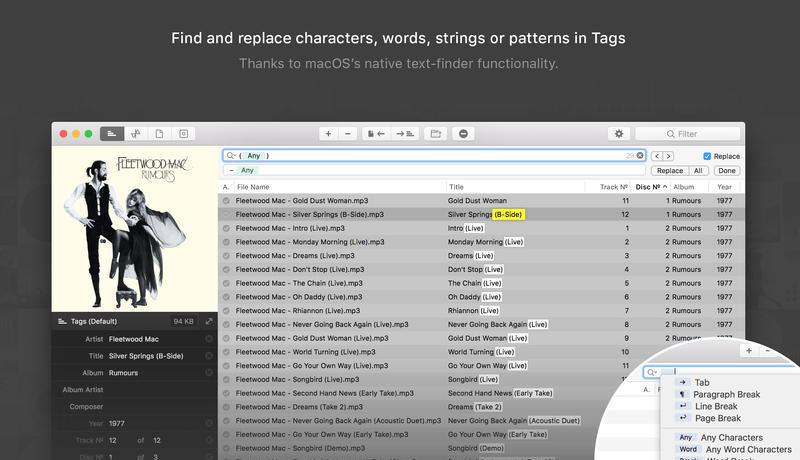 Find and replace characters, words, strings or patterns in Tags
Thanks to macOS's native text-finder functionality.
Filter
( Any )
29
< >
Replace
– Any
Replace All Done
A. File Name Title Track № Disc № Album Year
Fleetwood Mac - Gold Dust Woman.mp3 Gold Dust Woman 11 1 Rumours 1977
Fleetwood Mac - Silver Springs (B-Side).mp3 Silver Springs (B-Side) 12 1 Rumours 1977
Fleetwood Mac - Intro (Live).mp3 Intro (Live) 1 2 Rumours 1977
Fleetwood Mac - Monday Morning (Live).mp3 Monday Morning (Live) 2 2 Rumours 1977
Fleetwood Mac - Dreams (Live).mp3 Dreams (Live) 3 2 Rumours 1977
Fleetwood Mac - Don't Stop (Live).mp3 Don't Stop (Live) 4 2 Rumours 1977
Fleetwood Mac - The Chain (Live).mp3 The Chain (Live) 5 2 Rumours 1977
Fleetwood Mac - Oh Daddy (Live).mp3 Oh Daddy (Live) 6 2 Rumours 1977
Fleetwood Mac - Rhiannon (Live).mp3 Rhiannon (Live) 7 2 Rumours 1977
Fleetwood Mac - Never Going Back Again (Live).mp3 Never Going Back Again (Live) 8 2 Rumours 1977
Fleetwood Mac - Gold Dust Woman (Live).mp3 Gold Dust Woman (Live) 9 2 Rumours 1977
Fleetwood Mac - World Turning (Live).mp3 World Turning (Live) 10
Fleetwood Mac - Go Your Own Way (Live).mp3 Go Your Own Way (Live) 11
Fleetwood Mac - Songbird (Live).mp3 Songbird (Live)
Fleetwood Mac - Second Hand News (Early Take).mp3 Second Hand News (Early Take)
Fleetwood Mac - Dreams (Take 2).mp3 Dreams (Take 2)
Fleetwood Mac - Never Going Back Again (Acoustic Duet).mp3 Never Going Back Again (Acoustic Duet)
Fleetwood Mac - Go Your Own Way (Early Take).mp3 Go Your Own Way (Early Take)
Fleetwood Mac - Songbird (Demo).mp3 Songbird (Demo)
FLEETWOOD MAC
RUMOURS
Tags (Default) 94 KB
Artist Fleetwood Mac
Title Silver Springs (B-Side)
Album Rumours
Album Artist
Composer
Year 1977
Track № 12 of 12
Disc № 1 of 3
A.
Tab
¶ Paragraph Break
Line Break
Page Break
Any Any Characters
Word Any Word Characters
Break Word Break